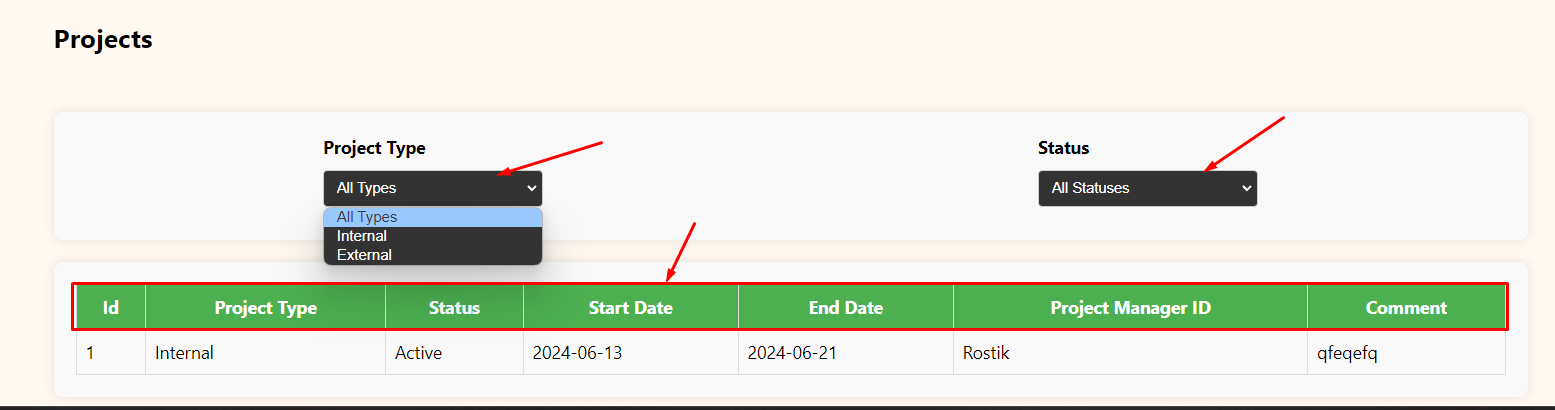 Projects
Project Type Status
All Types All Statuses
All Types
Internal
External
Id Project Type Status Start Date End Date Project Manager ID Comment
1 Internal Active 2024-06-13 2024-06-21 Rostik qfeqefq